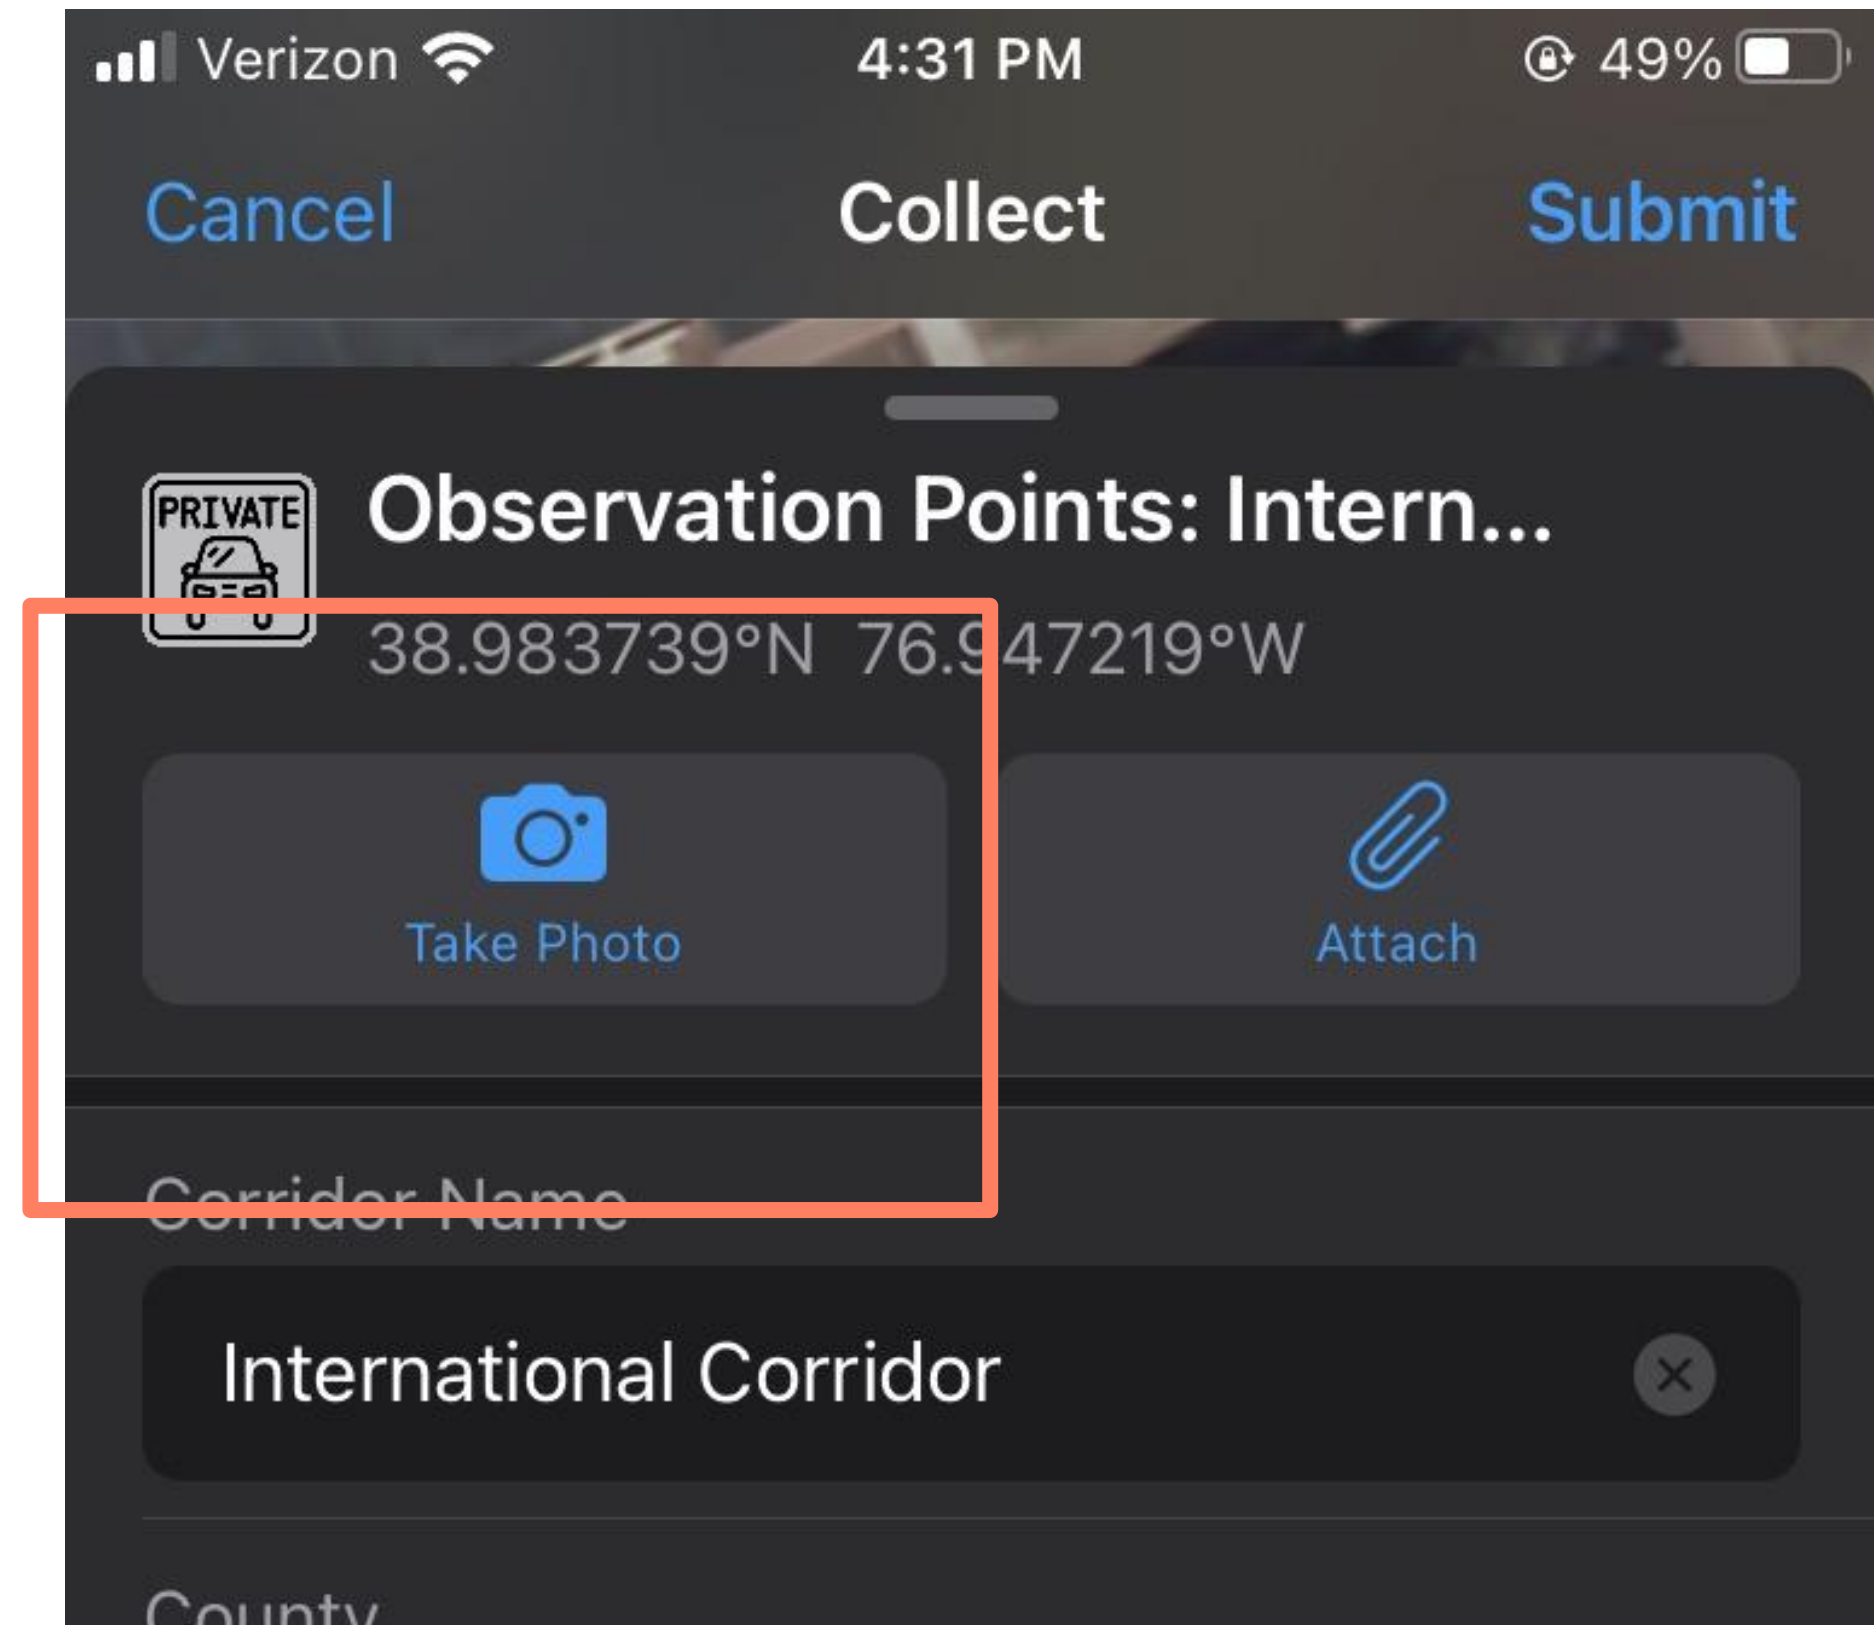 Verizon 4:31 PM 49%
Cancel Collect Submit
PRIVATE
Observation Points: Intern...
38.983739°N 76.947219°W
Take Photo Attach
Corridor Name
International Corridor
County